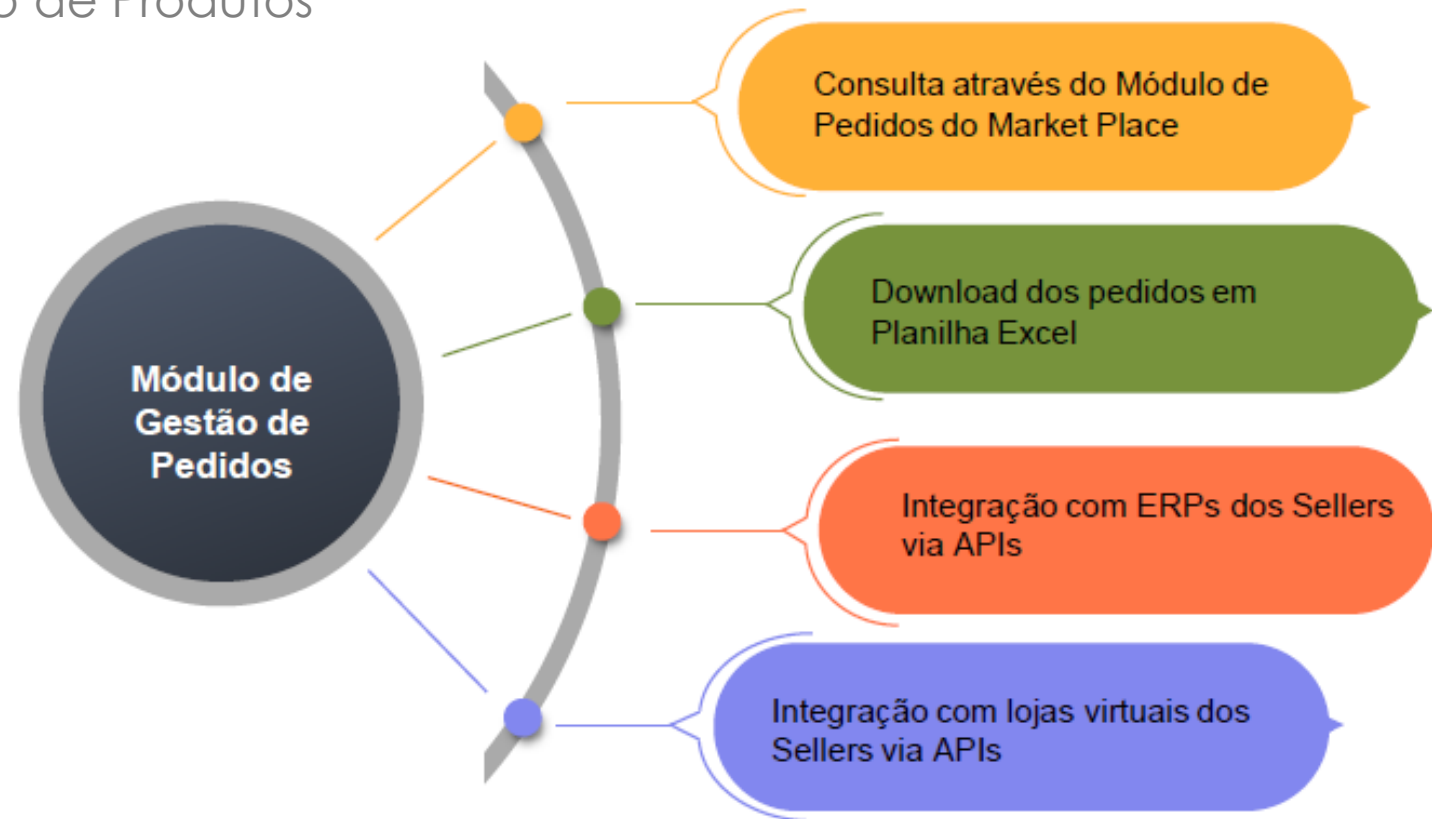 de Produtos
Consulta através do Módulo de
Pedidos do Market Place
Download dos pedidos em
Planilha Excel
Módulo de
Gestão de
Pedidos
Integração com ERPs dos Sellers
via APIs
Integração com lojas virtuais dos
Sellers via APIs